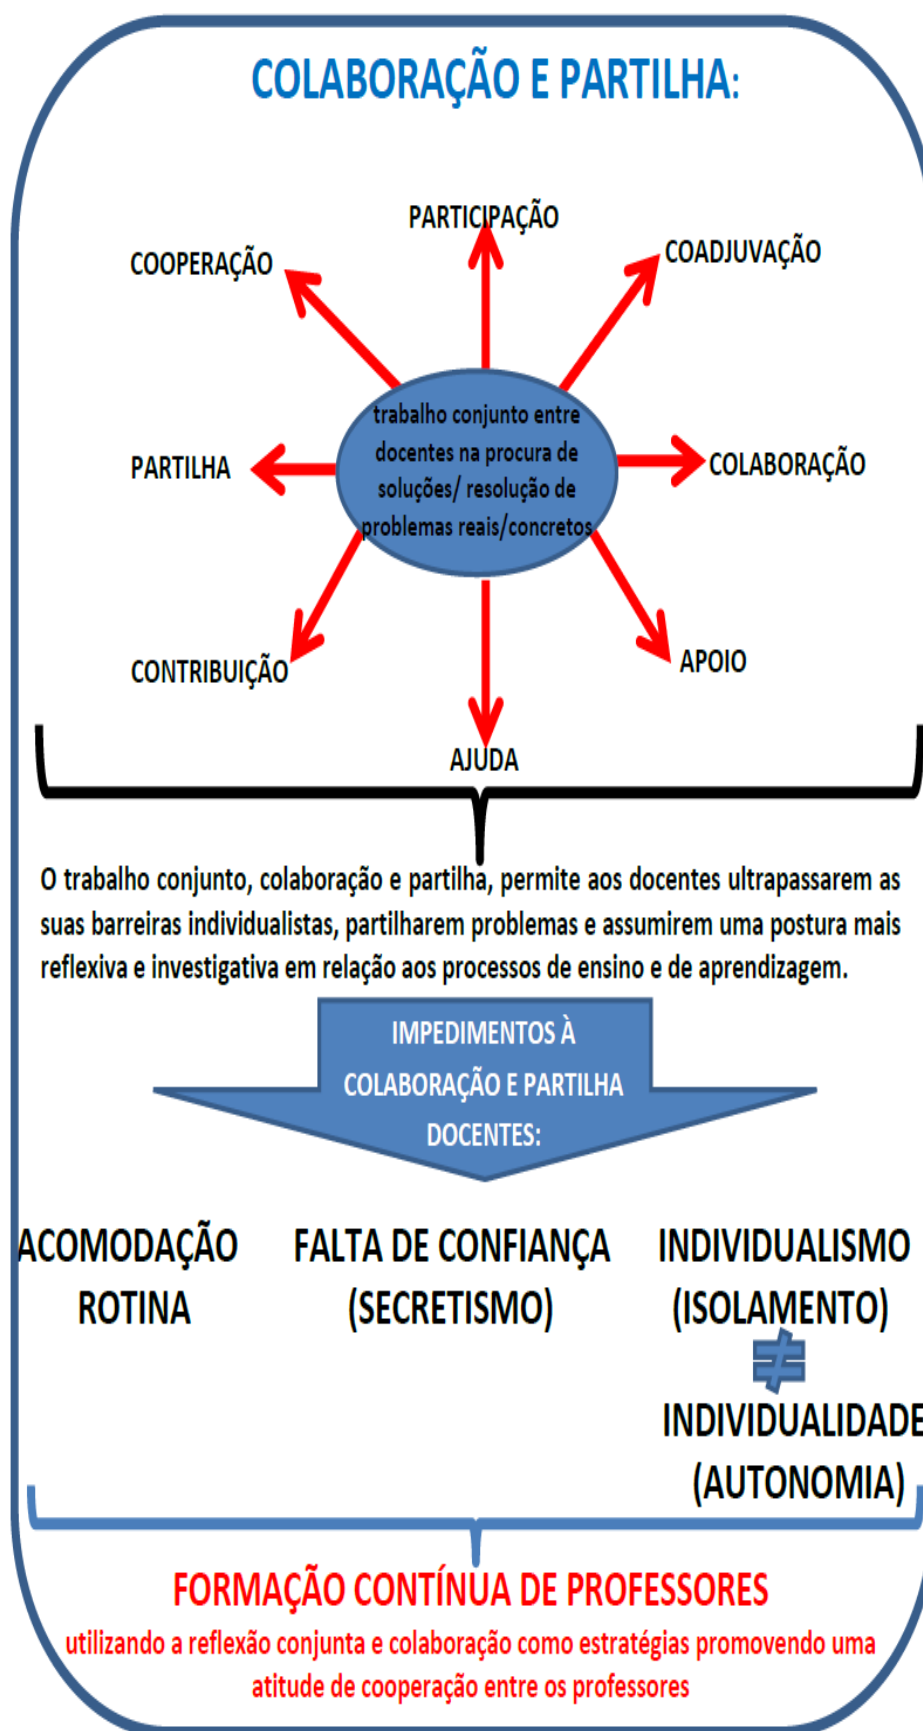 COLABORAÇÃO E PARTILHA:
PARTICIPAÇÃO
COOPERAÇÃO
COADJUVAÇÃO
trabalho conjunto entre
docentes na procura de
soluções/ resolução de
problemas reais/concretos
PARTILHA
COLABORAÇÃO
CONTRIBUIÇÃO
APOIO
AJUDA
O trabalho conjunto, colaboração e partilha, permite aos docentes ultrapassarem as
suas barreiras individualistas, partilharem problemas e assumirem uma postura mais
reflexiva e investigativa em relação aos processos de ensino e de aprendizagem.
IMPEDIMENTOS À
COLABORAÇÃO E PARTILHA
DOCENTES:
ACOMODAÇÃO
ROTINA
FALTA DE CONFIANÇA
(SECRETISMO)
INDIVIDUALISMO
(ISOLAMENTO)
≠
INDIVIDUALIDADE
(AUTONOMIA)
FORMAÇÃO CONTÍNUA DE PROFESSORES
utilizando a reflexão conjunta e colaboração como estratégias promovendo uma
atitude de cooperação entre os professores